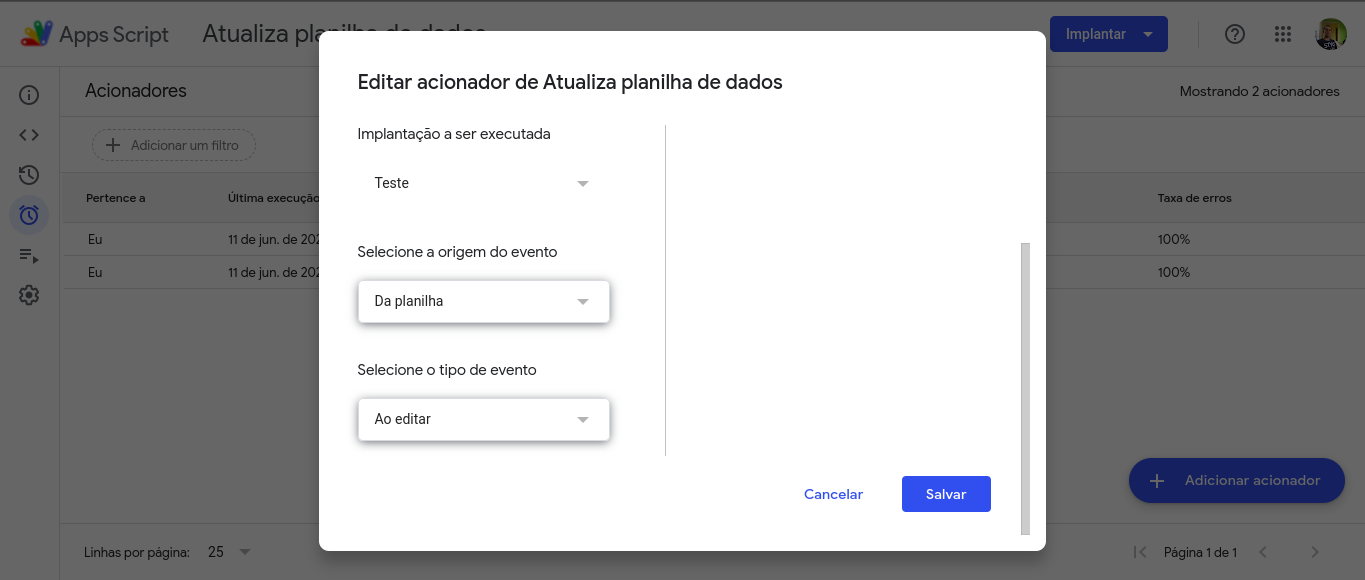 Apps Script
Atualiza planilha de dados
Implantar
Acionadores
Mostrando 2 acionadores
Adicionar um filtro
Pertence a
Última execução
Taxa de erros
Eu
11 de jun. de 202
100%
Eu
11 de jun. de 202
100%
Editar acionador de Atualiza planilha de dados
Implantação a ser executada
Teste
Selecione a origem do evento
Da planilha
Selecione o tipo de evento
Ao editar
Cancelar
Salvar
Adicionar acionador
Linhas por página:
25
Página 1 de 1